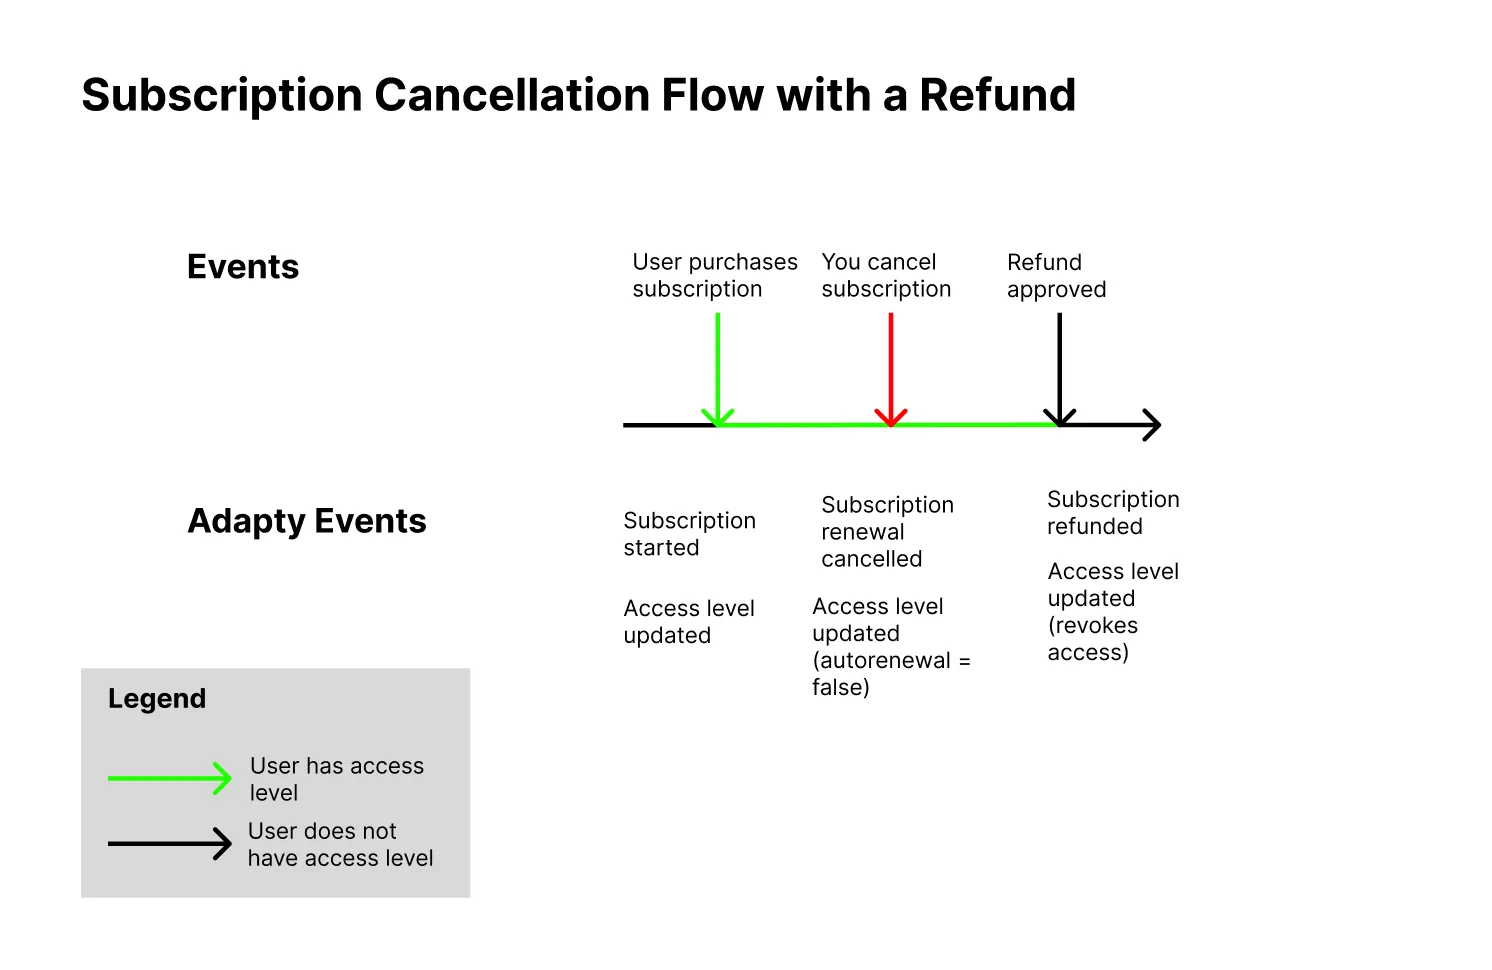 Subscription Cancellation Flow with a Refund
Events
User purchases
subscription
You cancel
subscription
Refund
approved
Adapty Events
Subscription
started
Access level
updated
Subscription
renewal
cancelled
Access level
updated
(autorenewal =
false)
Subscription
refunded
Access level
updated
(revokes
access)
Legend
User has access
level
User does not
have access level